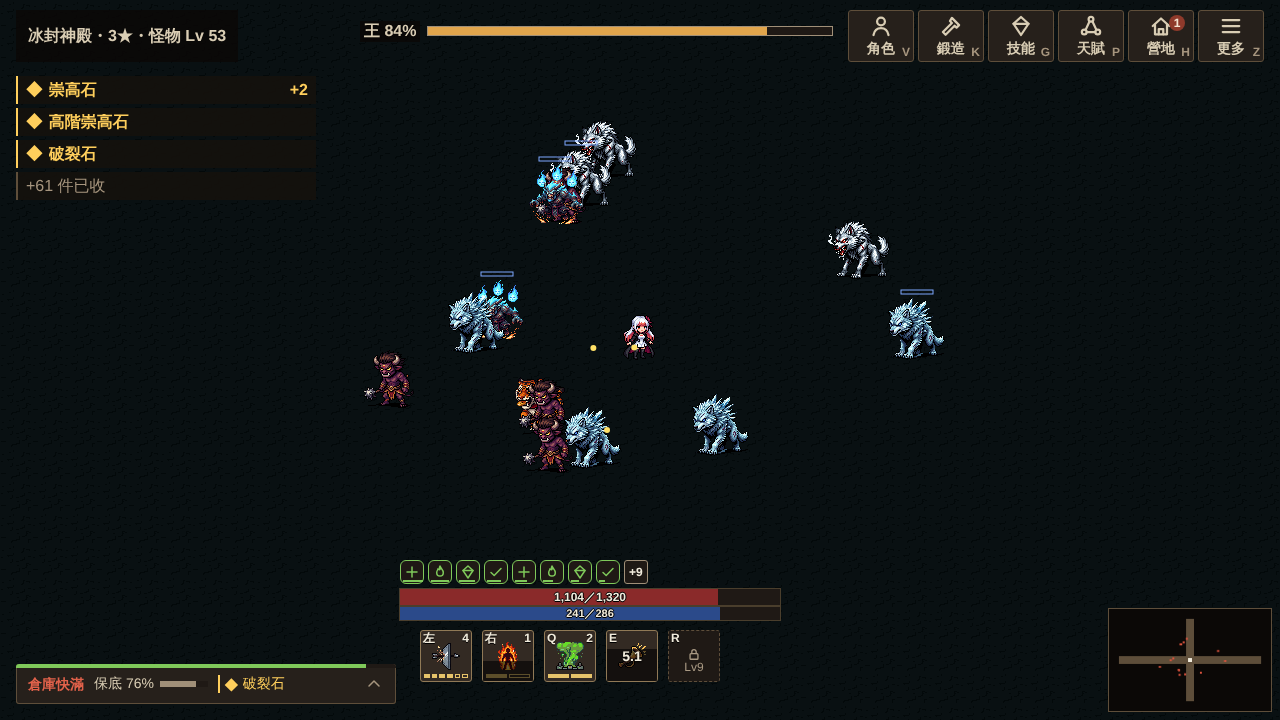 冰封神殿・3★・怪物 Lv 53
王 84%
角色 V
鍛造 K
技能 G
天賦 P
營地 H
1
更多 Z
崇高石 +2
高階崇高石
破裂石
+61 件已收
+9
1,104／1,320
241／286
左 4
右 1
Q 2
E
5.1
R
Lv9
倉庫快滿 保底 76% 破裂石